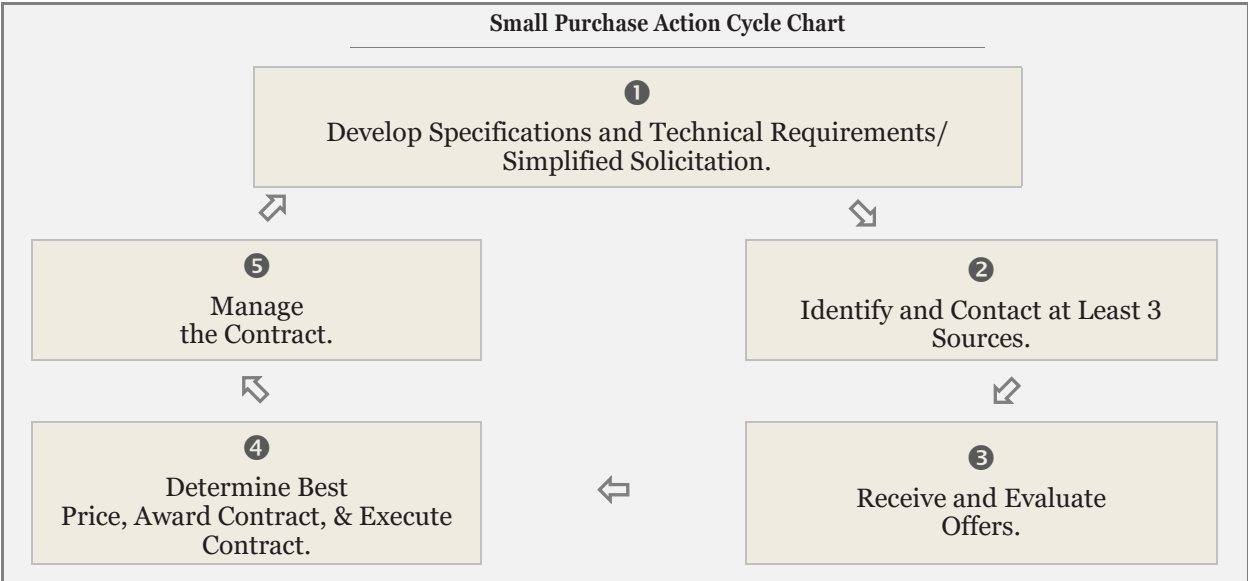 Small Purchase Action Cycle Chart
❶
Develop Specifications and Technical Requirements/
Simplified Solicitation.
❷
Identify and Contact at Least 3
Sources.
❸
Receive and Evaluate
Offers.
❹
Determine Best
Price, Award Contract, & Execute
Contract.
❺
Manage
the Contract.